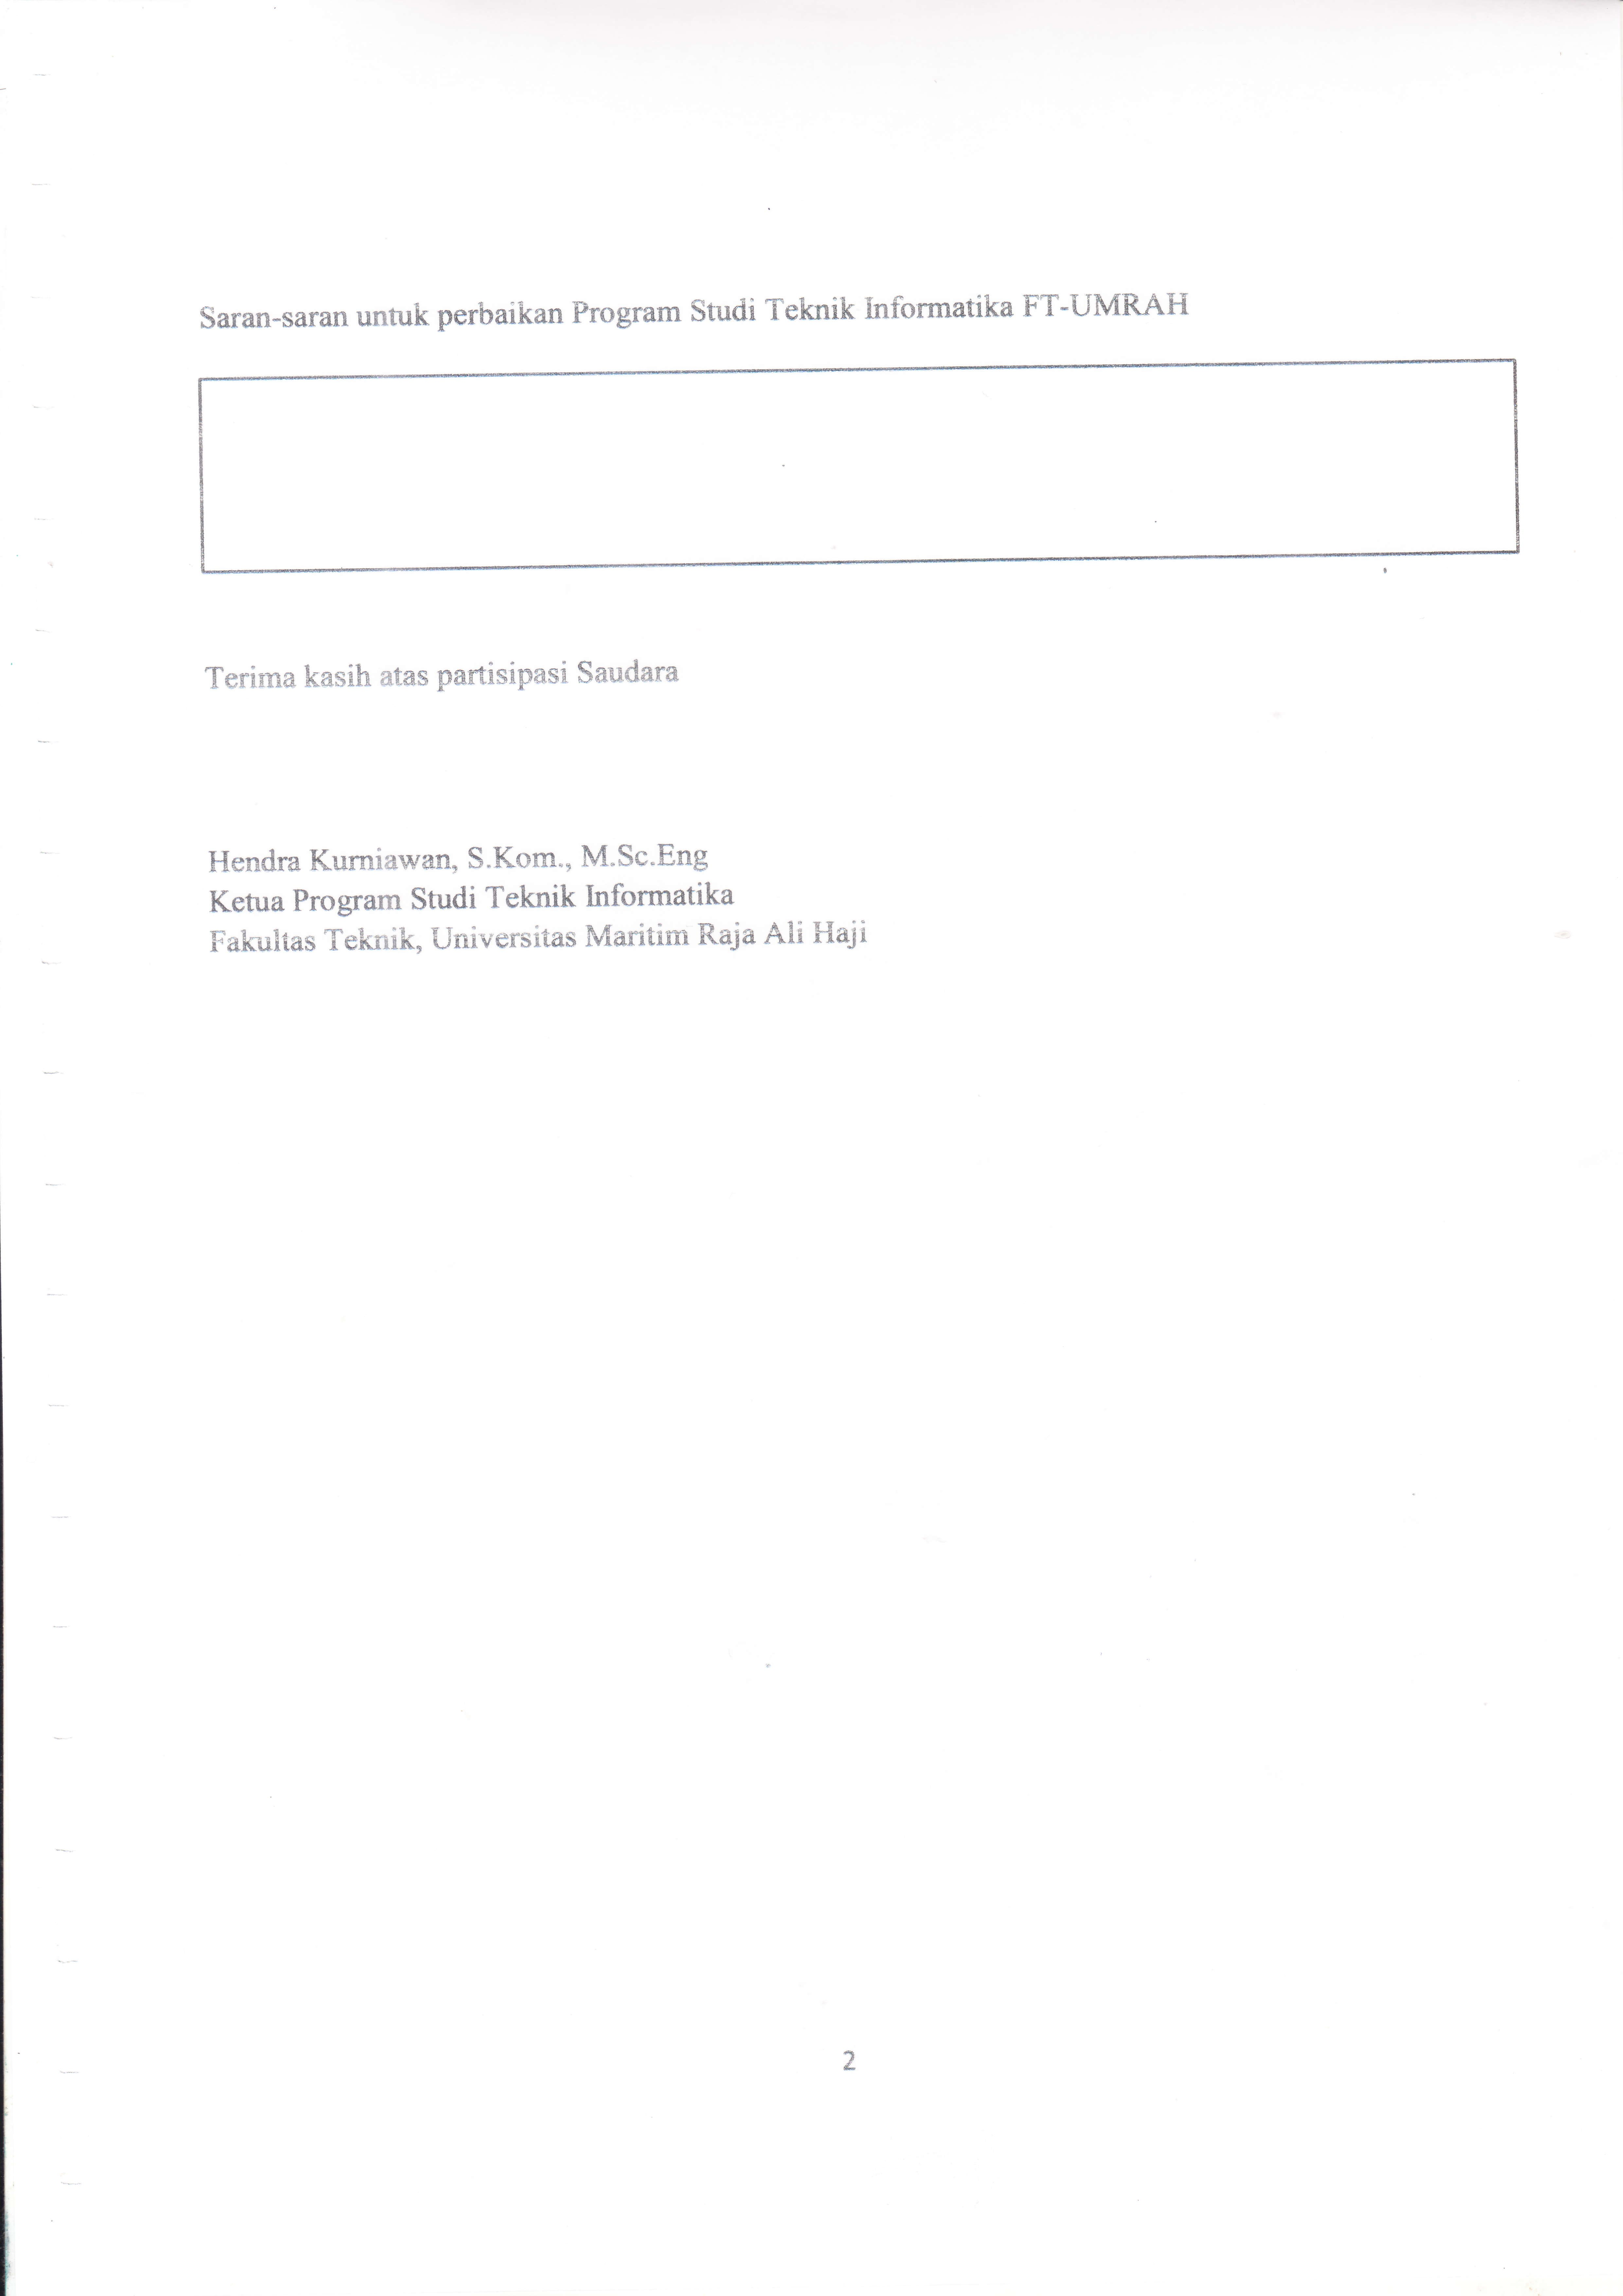 Saran-saran untuk perbaikan Program Studi Teknik Informatika FT-UMRAH
Terima kasih atas partisipasi Saudara
Hendra Kurniawan, S.Kom., M.Sc.Eng
Ketua Program Studi Teknik Informatika
Fakultas Teknik, Universitas Maritim Raja Ali Haji
2